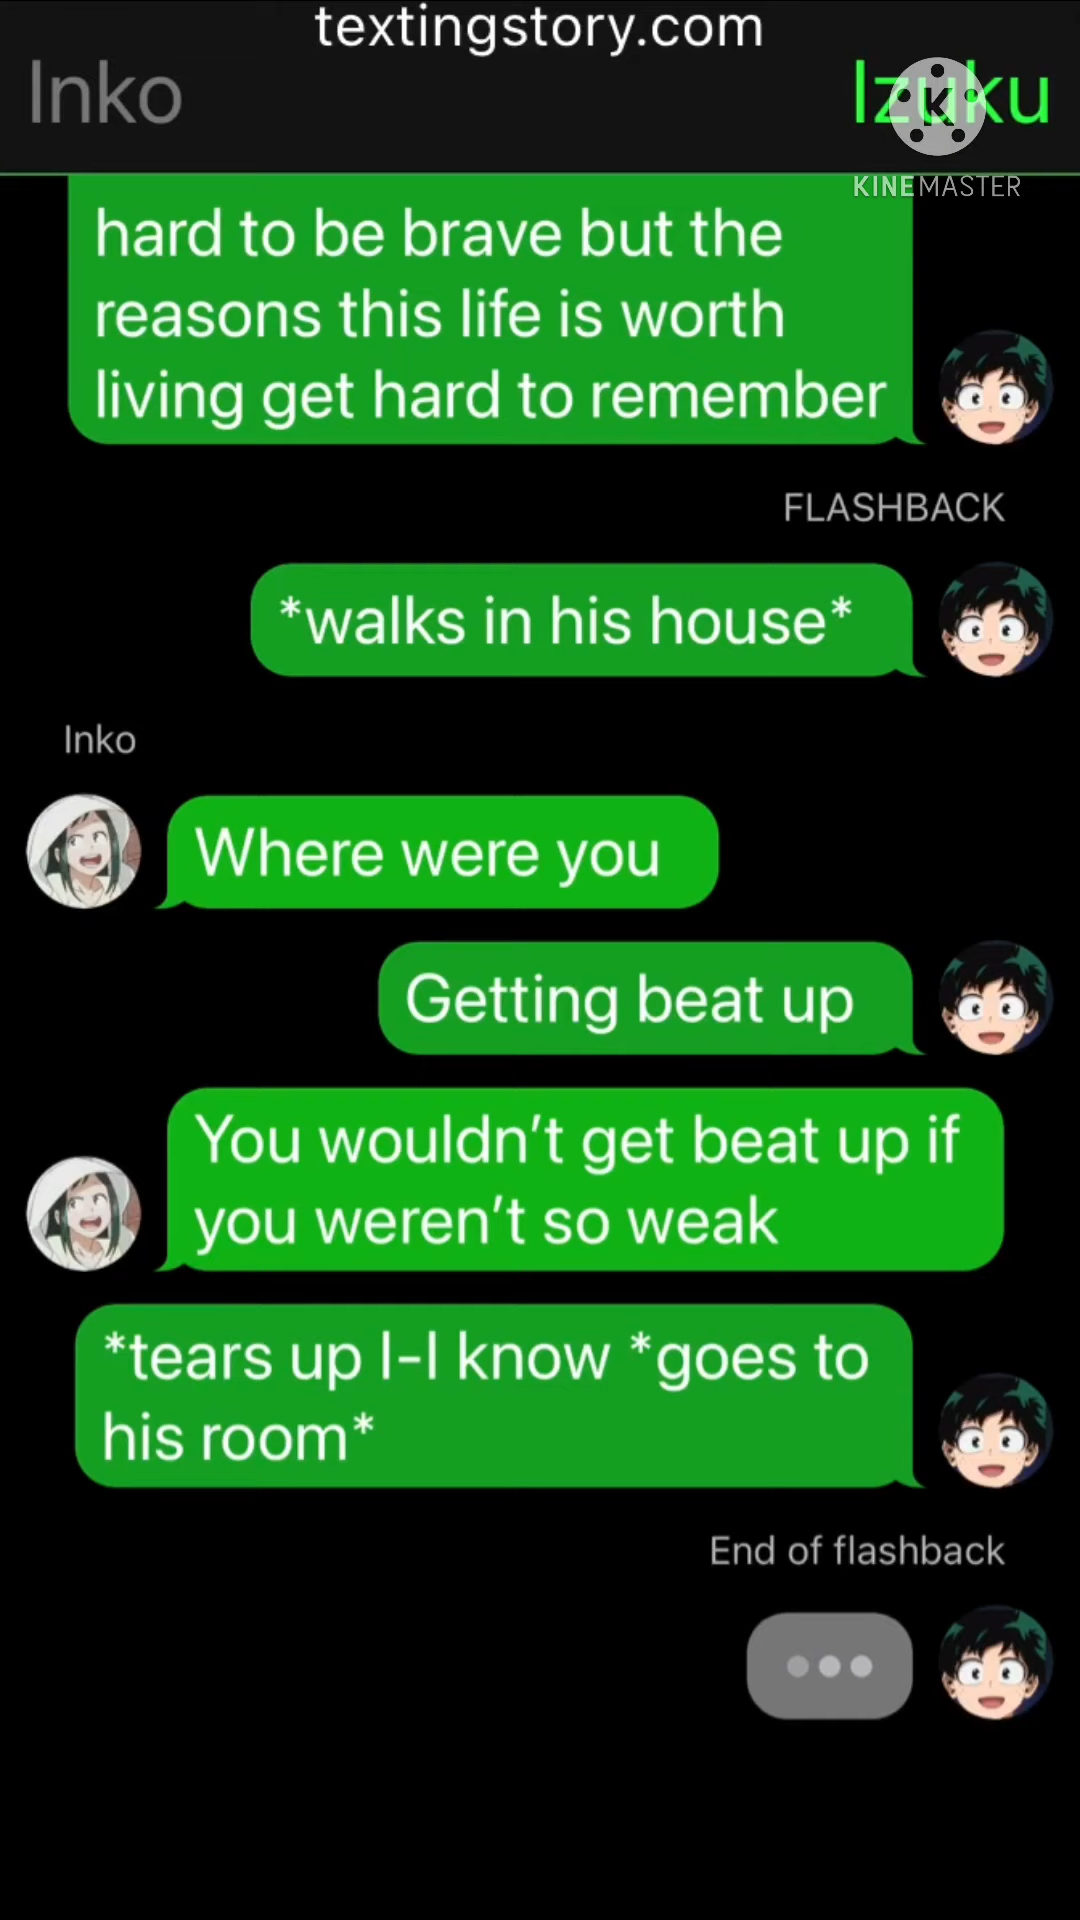 textingstory.com
Inko
Izuku
K
KINEMASTER
hard to be brave but the
reasons this life is worth
living get hard to remember
FLASHBACK
*walks in his house*
Inko
Where were you
Getting beat up
You wouldn’t get beat up if
you weren’t so weak
*tears up I-I know *goes to
his room*
End of flashback